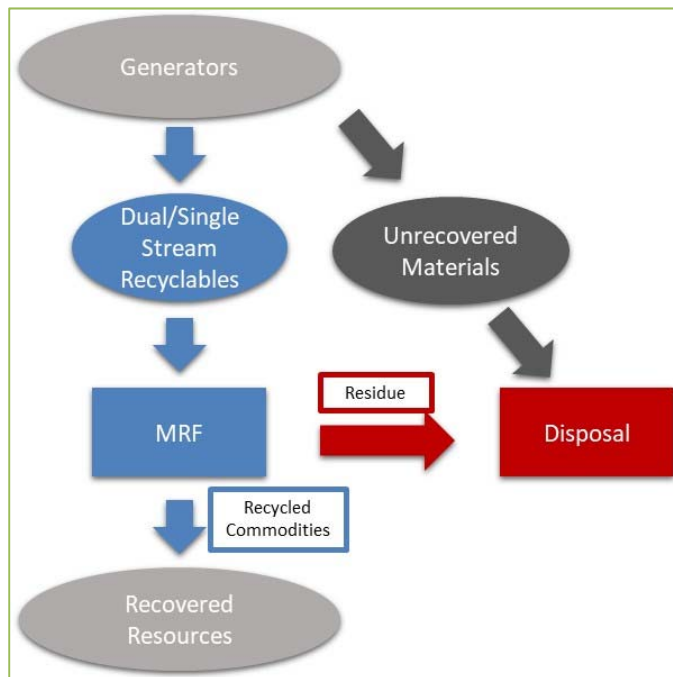 Generators
Dual/Single
Stream
Recyclables
Unrecovered
Materials
MRF
Residue
Disposal
Recycled
Commodities
Recovered
Resources